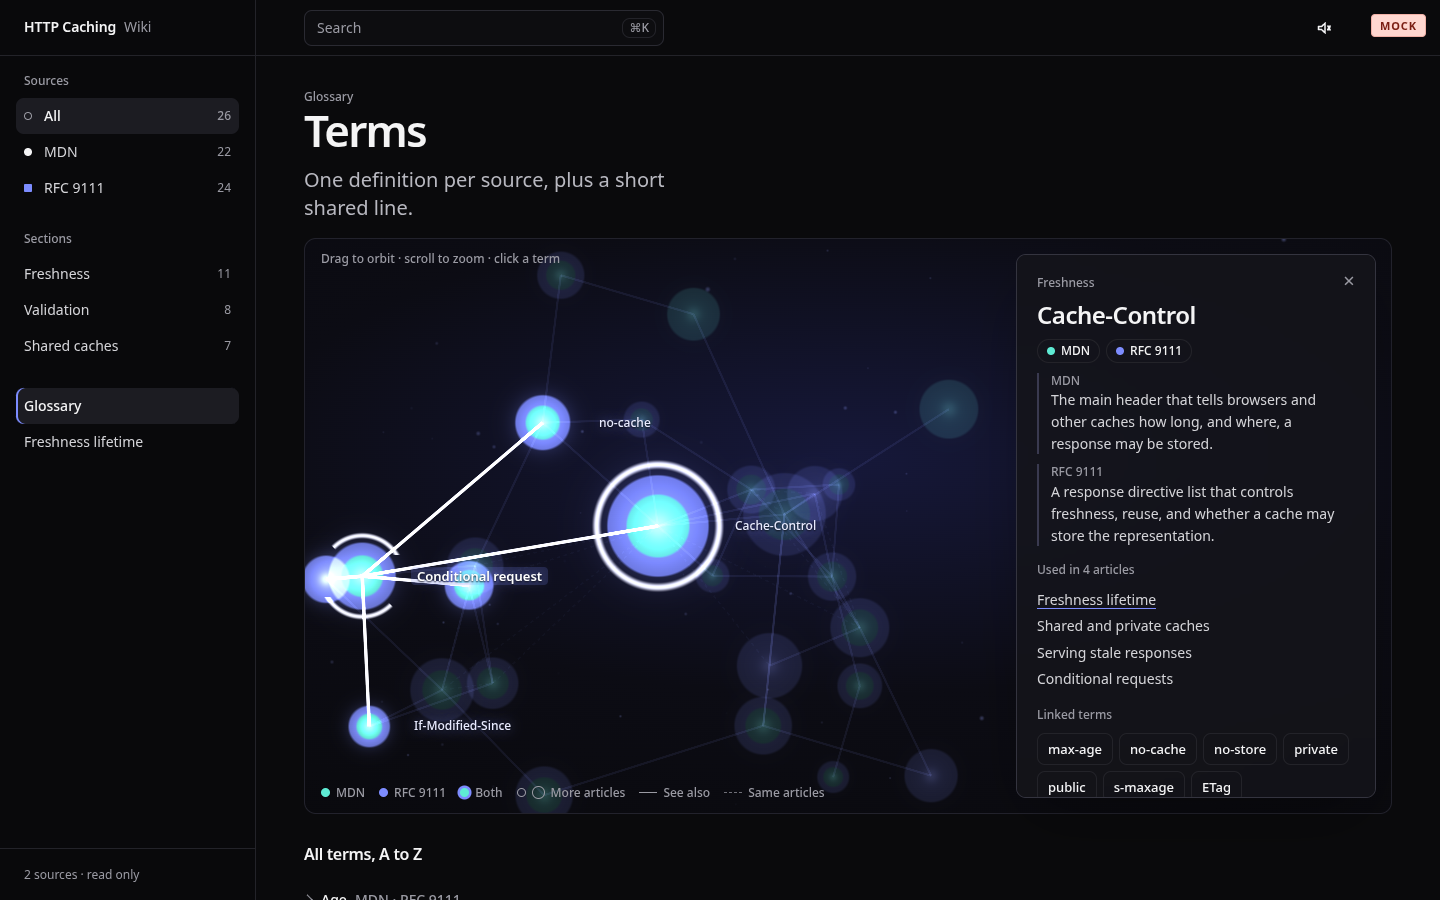 HTTP Caching Wiki
Search ⌘K
MOCK
Sources
All 26
MDN 22
RFC 9111 24
Sections
Freshness 11
Validation 8
Shared caches 7
Glossary
Freshness lifetime
2 sources · read only
Glossary
Terms
One definition per source, plus a short
shared line.
Drag to orbit · scroll to zoom · click a term
no-cache
Cache-Control
Conditional request
If-Modified-Since
MDN RFC 9111 Both More articles See also Same articles
Freshness
Cache-Control
MDN RFC 9111
MDN
The main header that tells browsers and
other caches how long, and where, a
response may be stored.
RFC 9111
A response directive list that controls
freshness, reuse, and whether a cache may
store the representation.
Used in 4 articles
Freshness lifetime
Shared and private caches
Serving stale responses
Conditional requests
Linked terms
max-age no-cache no-store private
public s-maxage ETag
All terms, A to Z
Age MDN · RFC 9111